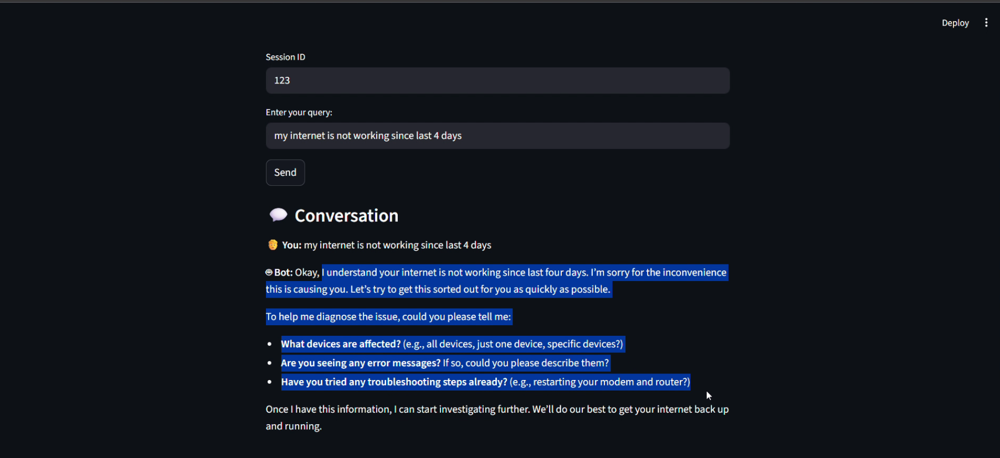 Deploy
Session ID
123
Enter your query:
my internet is not working since last 4 days
Send
Conversation
You: my internet is not working since last 4 days
Bot: Okay, I understand your internet is not working since last four days. I’m sorry for the inconvenience
this is causing you. Let’s try to get this sorted out for you as quickly as possible.
To help me diagnose the issue, could you please tell me:
What devices are affected? (e.g., all devices, just one device, specific devices?)
Are you seeing any error messages? If so, could you please describe them?
Have you tried any troubleshooting steps already? (e.g., restarting your modem and router?)
Once I have this information, I can start investigating further. We’ll do our best to get your internet back up
and running.